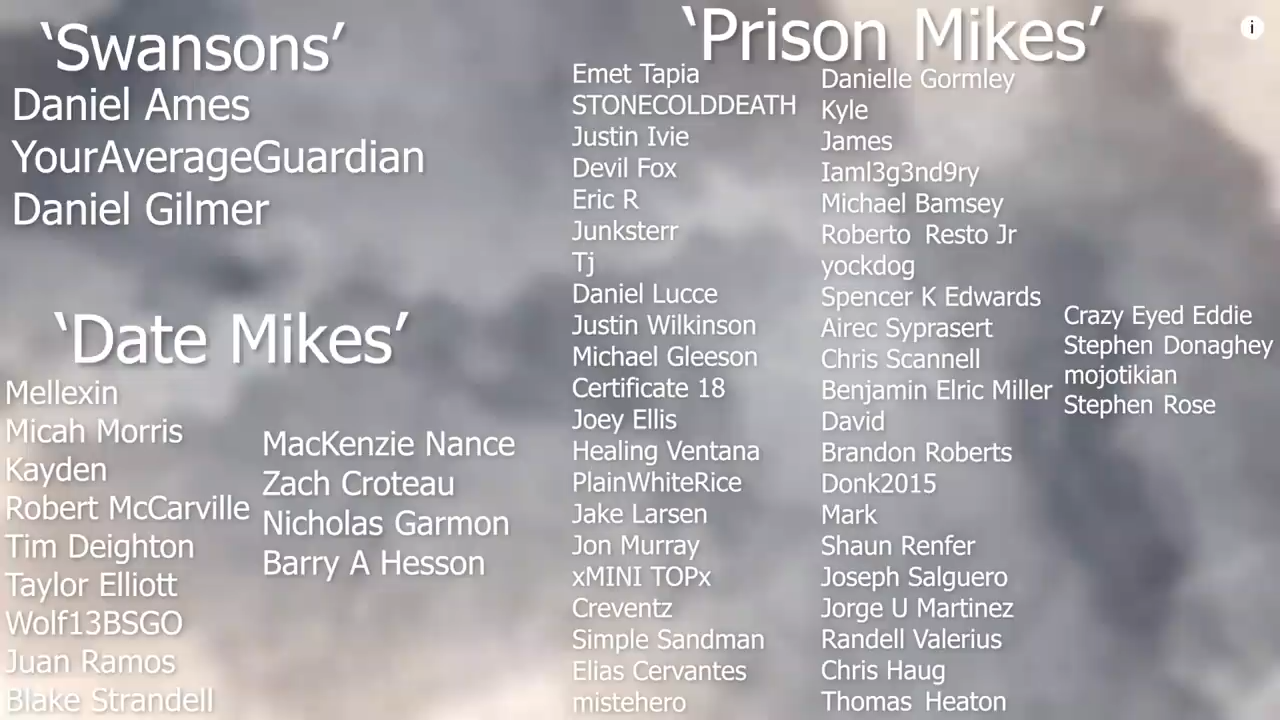 ‘Swansons’
Daniel Ames
YourAverageGuardian
Daniel Gilmer
‘Date Mikes’
Mellexin
Micah Morris
Kayden
Robert McCarville
Tim Deighton
Taylor Elliott
Wolf13BSGO
Juan Ramos
Blake Strandell
MacKenzie Nance
Zach Croteau
Nicholas Garmon
Barry A Hesson
‘Prison Mikes’
Emet Tapia
STONECOLDDEATH
Justin Ivie
Devil Fox
Eric R
Junksterr
Tj
Daniel Lucce
Justin Wilkinson
Michael Gleeson
Certificate 18
Joey Ellis
Healing Ventana
PlainWhiteRice
Jake Larsen
Jon Murray
xMINI TOPx
Creventz
Simple Sandman
Elias Cervantes
mistehero
Danielle Gormley
Kyle
James
Iaml3g3nd9ry
Michael Bamsey
Roberto Resto Jr
yockdog
Spencer K Edwards
Airec Syprasert
Chris Scannell
Benjamin Elric Miller
David
Brandon Roberts
Donk2015
Mark
Shaun Renfer
Joseph Salguero
Jorge U Martinez
Randell Valerius
Chris Haug
Thomas Heaton
Crazy Eyed Eddie
Stephen Donaghey
mojotikian
Stephen Rose
i